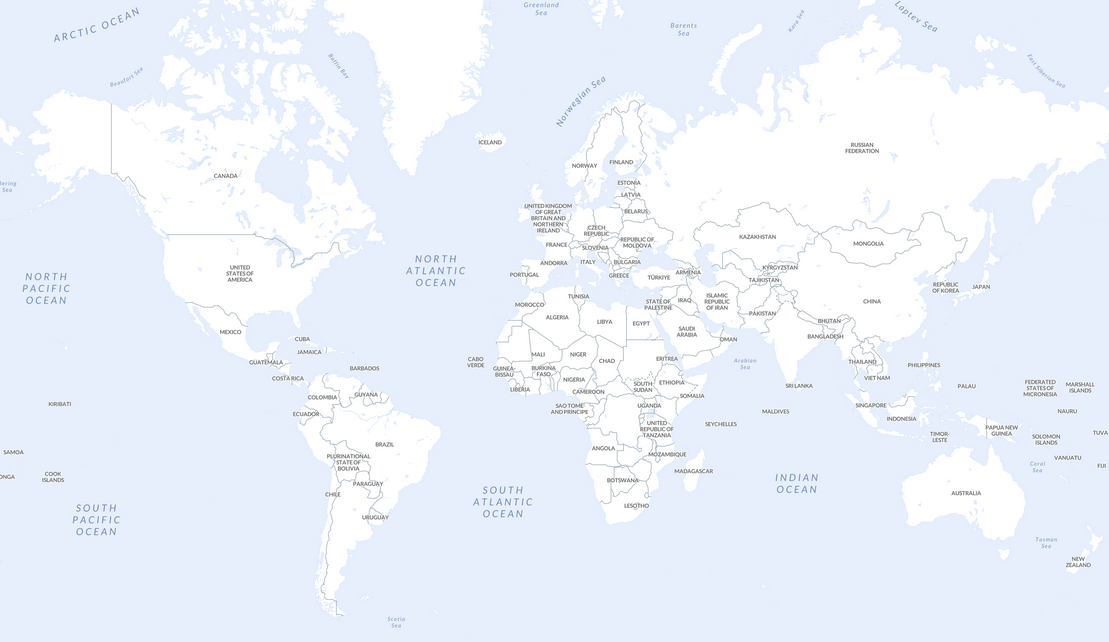 Greenland
Sea
Laptev Sea
ARCTIC OCEAN
Kara Sea
Barents
Sea
Baffin Bay
Beaufort Sea
East Siberian Sea
Norwegian Sea
ICELAND
RUSSIAN
FEDERATION
NORWAY
FINLAND
CANADA
ESTONIA
LATVIA
ering
Sea
UNITED KINGDOM
OF GREAT
BRITAIN AND
NORTHERN
IRELAND
BELARUS
CZECH
REPUBLIC
KAZAKHSTAN
REPUBLIC OF
MOLDOVA
MONGOLIA
FRANCE
SLOVENIA
NORTH
ATLANTIC
OCEAN
ANDORRA
ITALY
BULGARIA
KYRGYZSTAN
UNITED
STATES OF
AMERICA
PORTUGAL
GREECE
TÜRKIYE
ARMENIA
TAJIKISTAN
NORTH
PACIFIC
OCEAN
REPUBLIC
OF KOREA
JAPAN
TUNISIA
MOROCCO
STATE OF
PALESTINE
IRAQ
ISLAMIC
REPUBLIC
OF IRAN
CHINA
ALGERIA
LIBYA
EGYPT
PAKISTAN
BHUTAN
MEXICO
SAUDI
ARABIA
BANGLADESH
CUBA
OMAN
JAMAICA
MALI
NIGER
CHAD
ERITREA
CABO
VERDE
GUATEMALA
THAILAND
Arabian
Sea
PHILIPPINES
BARBADOS
GUINEA-
BISSAU
BURKINA
FASO
NIGERIA
COSTA RICA
VIET NAM
SOUTH
SUDAN
ETHIOPIA
SRI LANKA
PALAU
FEDERATED
STATES OF
MICRONESIA
MARSHALL
ISLANDS
LIBERIA
CAMEROON
SOMALIA
COLOMBIA
GUYANA
KIRIBATI
SAO TOME
AND PRINCIPE
UGANDA
SINGAPORE
MALDIVES
NAURU
ECUADOR
INDONESIA
SEYCHELLES
UNITED
REPUBLIC OF
TANZANIA
PAPUA NEW
GUINEA
TUVA
TIMOR-
LESTE
SOLOMON
ISLANDS
BRAZIL
ANGOLA
SAMOA
MOZAMBIQUE
VANUATU
PLURINATIONAL
STATE OF
BOLIVIA
Coral
Sea
FIJI
MADAGASCAR
ONGA
COOK
ISLANDS
BOTSWANA
PARAGUAY
INDIAN
OCEAN
CHILE
SOUTH
ATLANTIC
OCEAN
AUSTRALIA
LESOTHO
SOUTH
PACIFIC
OCEAN
URUGUAY
Tasman
Sea
NEW
ZEALAND
Scotia
Sea